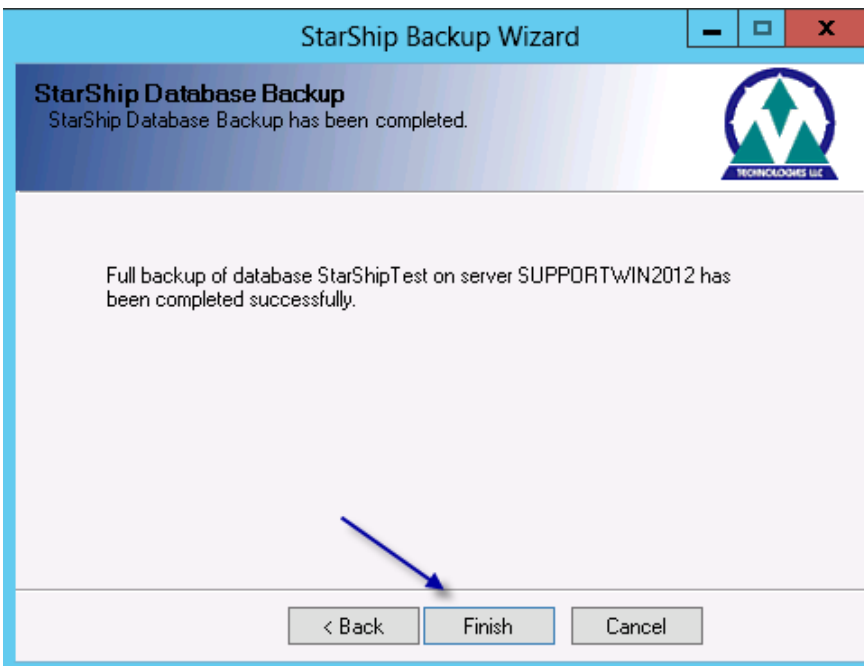 StarShip Backup Wizard
StarShip Database Backup
StarShip Database Backup has been completed.
TECHNOLOGIES LLC
Full backup of database StarShipTest on server SUPPORTWIN2012 has
been completed successfully.
< Back
Finish
Cancel